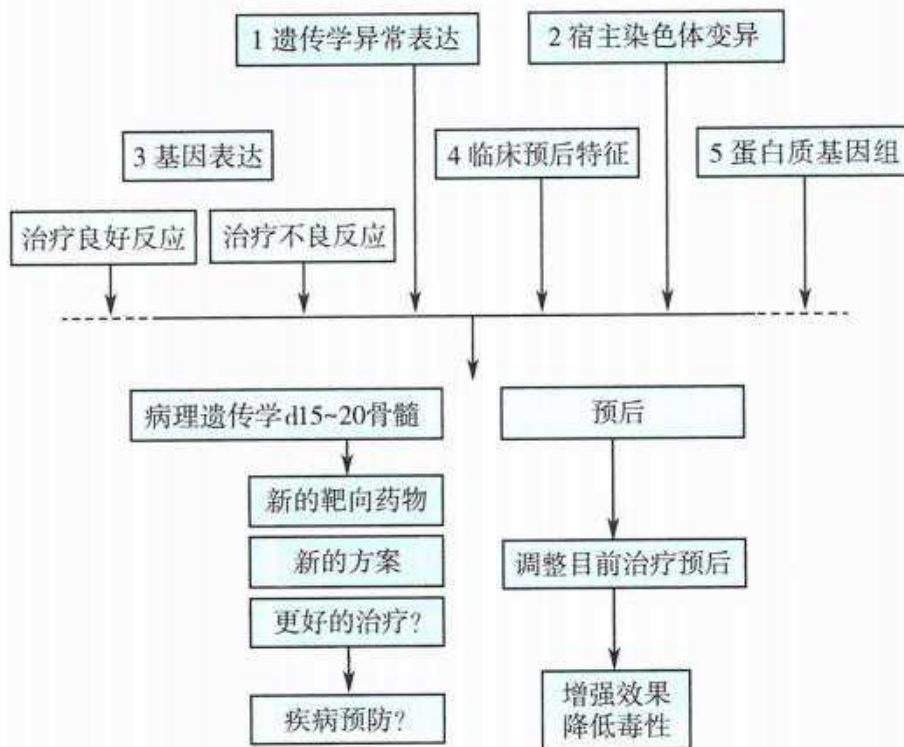 1 遗传学异常表达
2 宿主染色体变异
3 基因表达
4 临床预后特征
5 蛋白质基因组
治疗良好反应
治疗不良反应
病理遗传学d15~20骨髓
预后
新的靶向药物
新的方案
调整目前治疗预后
更好的治疗?
疾病预防?
增强效果
降低毒性